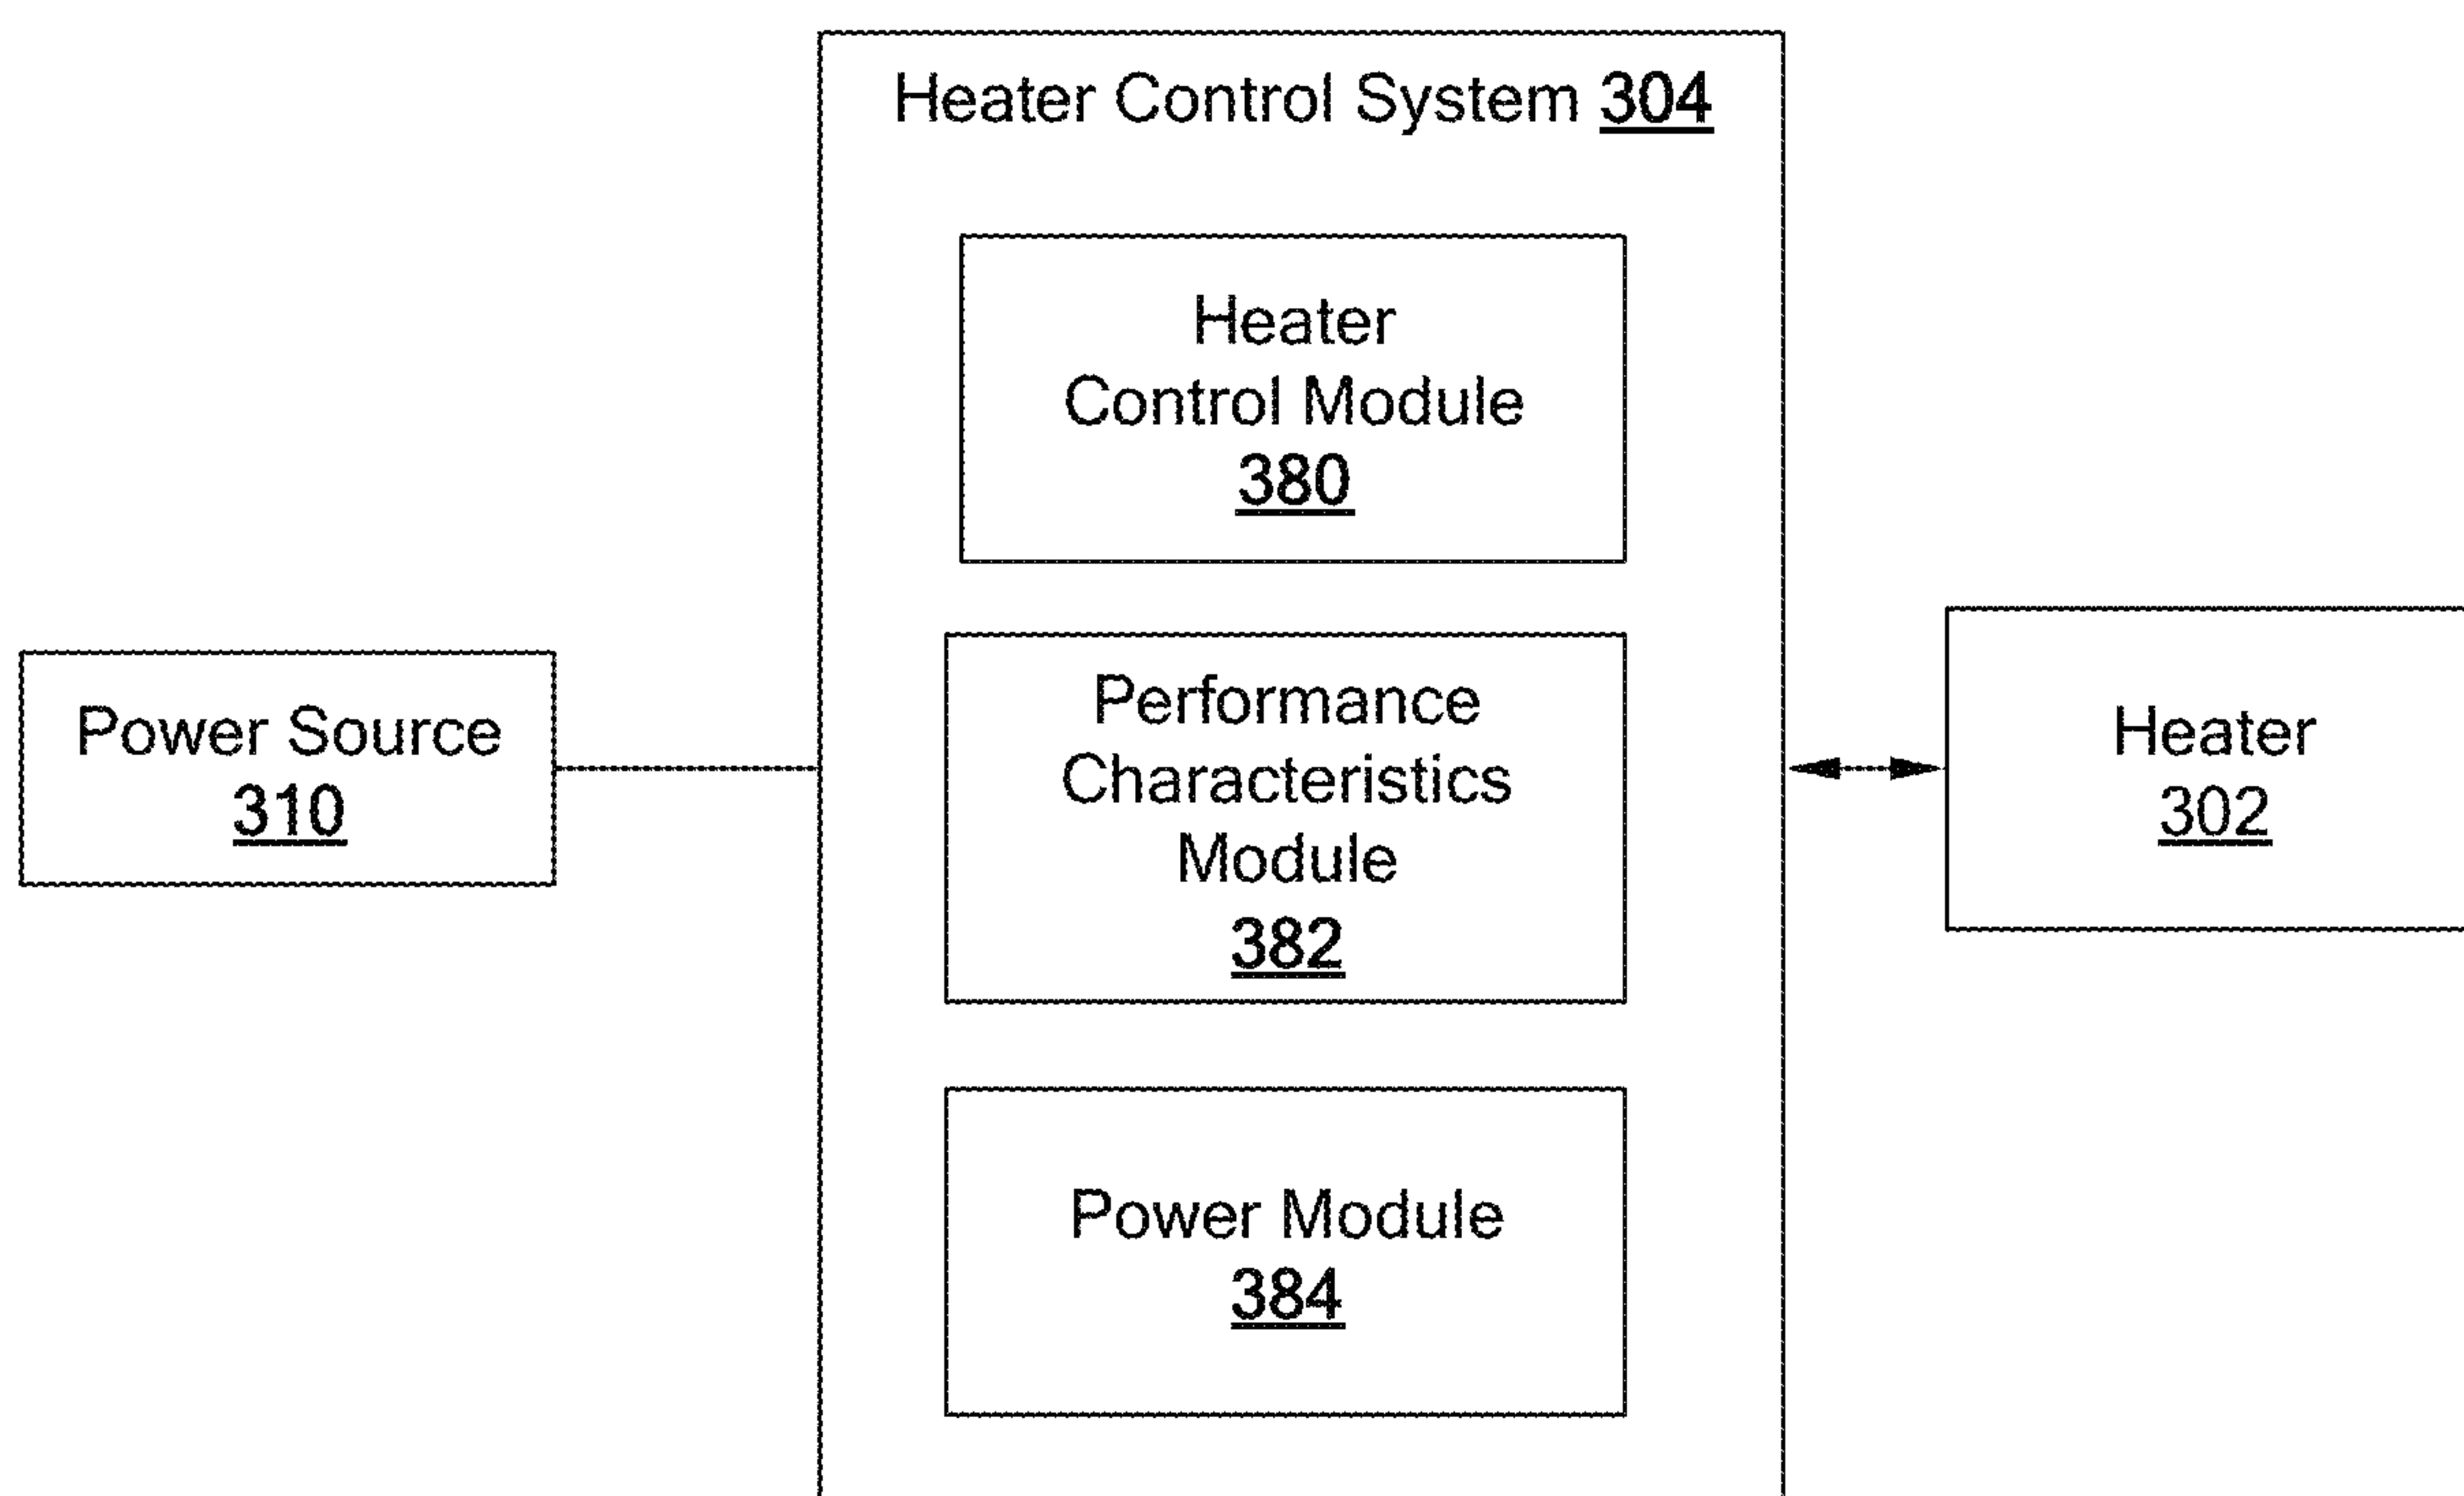 Heater Control System 304
Heater
Control Module
380
Performance
Characteristics
Module
382
Power Module
384
Power Source
310
Heater
302